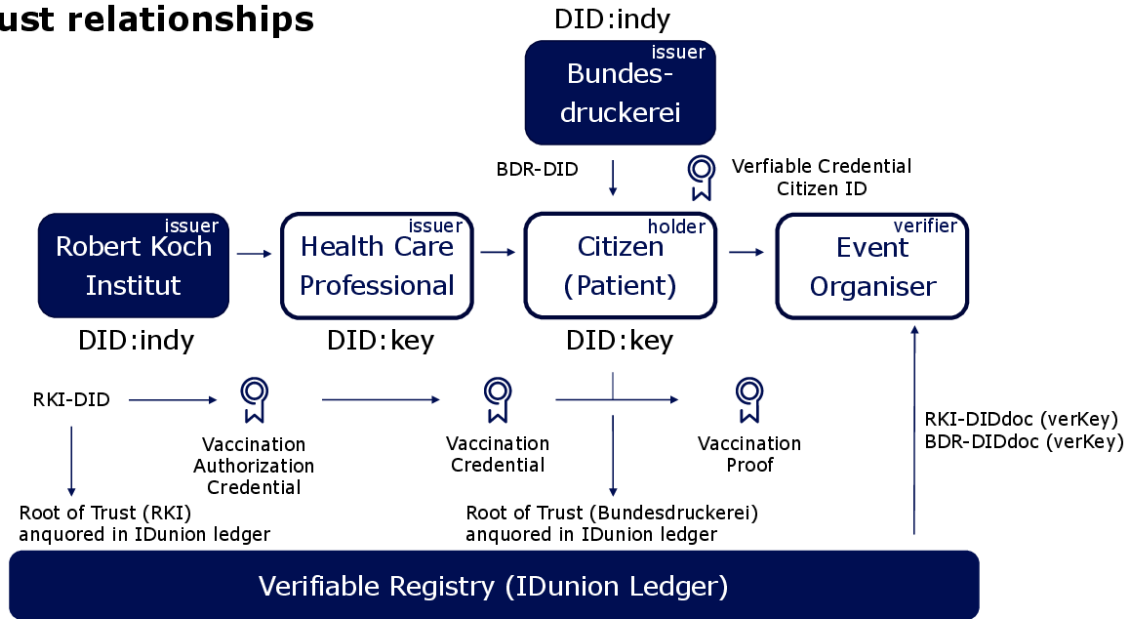 ust relationships
DID:indy
issuer
Bundes-
druckerei
BDR-DID
Verfiable Credential
Citizen ID
issuer
Robert Koch
Institut
issuer
Health Care
Professional
holder
Citizen
(Patient)
verifier
Event
Organiser
DID:indy
DID:key
DID:key
RKI-DID
Vaccination
Authorization
Credential
Vaccination
Credential
Vaccination
Proof
RKI-DIDdoc (verKey)
BDR-DIDdoc (verKey)
Root of Trust (RKI)
anquored in IDunion ledger
Root of Trust (Bundesdruckerei)
anquored in IDunion ledger
Verifiable Registry (IDunion Ledger)